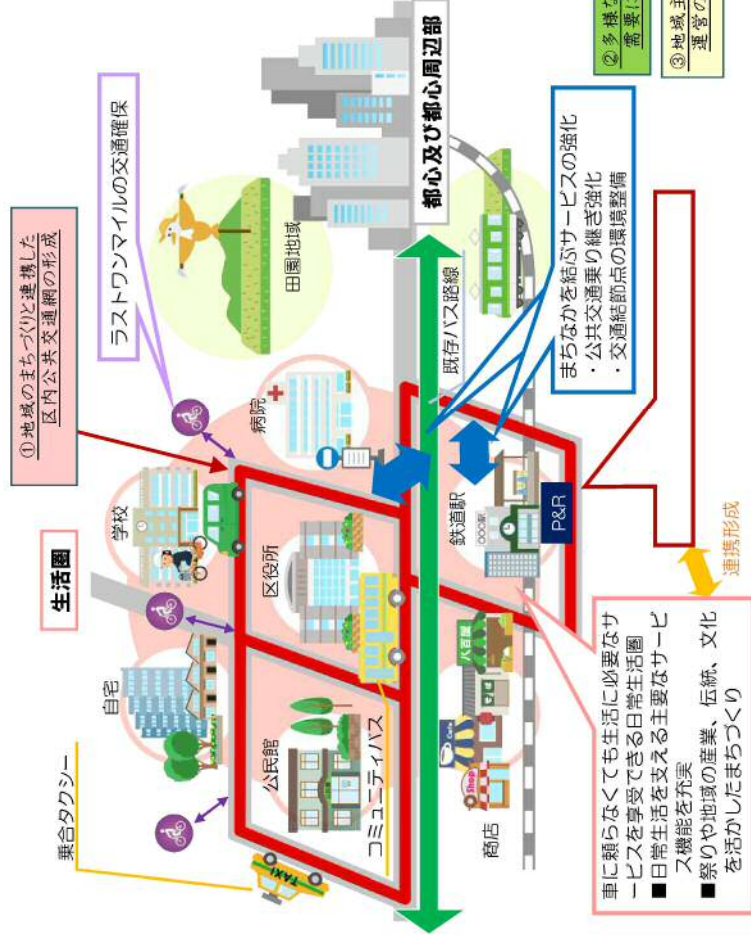 ①地域のまちづくりと連携した
区内公共交通網の形成
ラストワンマイルの交通確保
生活圏
乗合タクシー
自宅
学校
病院
田園地域
公民館
区役所
コミュニティバス
都心及び都心周辺部
既存バス路線
商店
Shop
Cafe
そば
八百屋
鉄道駅
P&R
TAXI
まちなかを結ぶサービスの強化
・公共交通乗り継ぎ強化
・交通結節点の環境整備
②多様な
需要に
③地域主
運営の
車に頼らなくても生活に必要なサ
ービスを享受できる日常生活圏
■日常生活を支える主要なサービ
ス機能を充実
■祭りや地域の産業、伝統、文化
を活かしたまちづくり
連携形成